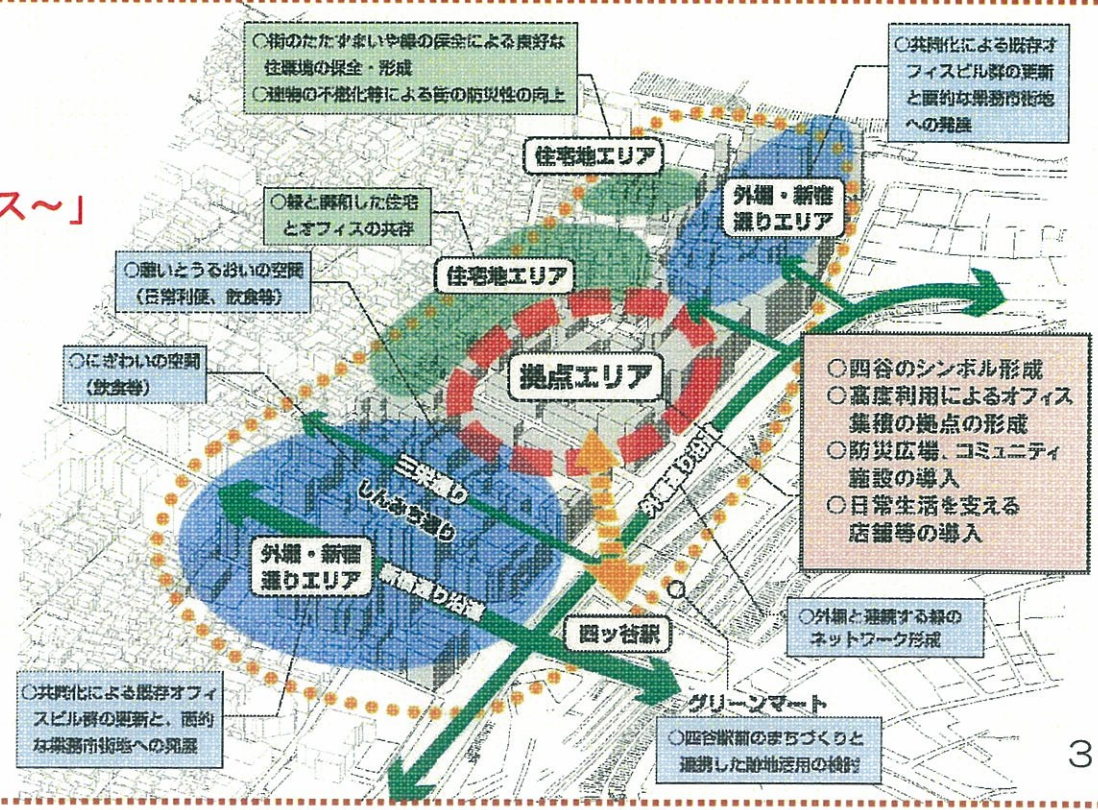 ○街のたたずまいや緑の保全による良好な
住環境の保全・形成
○建物の不燃化等による街の防災性の向上
○共同化による既存オ
フィスビル群の更新
と面的な業務市街地
への発展
住宅地エリア
ス～」
○緑と調和した住宅
とオフィスの共存
外堀・新宿
通りエリア
住宅地エリア
○憩いとうるおいの空間
（日常利便、飲食等）
○にぎわいの空間
（飲食等）
拠点エリア
○四谷のシンボル形成
○高度利用によるオフィス
集積の拠点の形成
○防災広場、コミュニティ
施設の導入
○日常生活を支える
店舗等の導入
三栄通り
しんみち通り
外堀通り沿道
外堀・新宿
通りエリア
新宿通り沿道
四ッ谷駅
○外堀と連続する緑の
ネットワーク形成
○共同化による既存オフィ
スビル群の更新と、面的
な業務市街地への発展
グリーンマート
○四谷駅前のまちづくりと
連携した跡地活用の検討
3